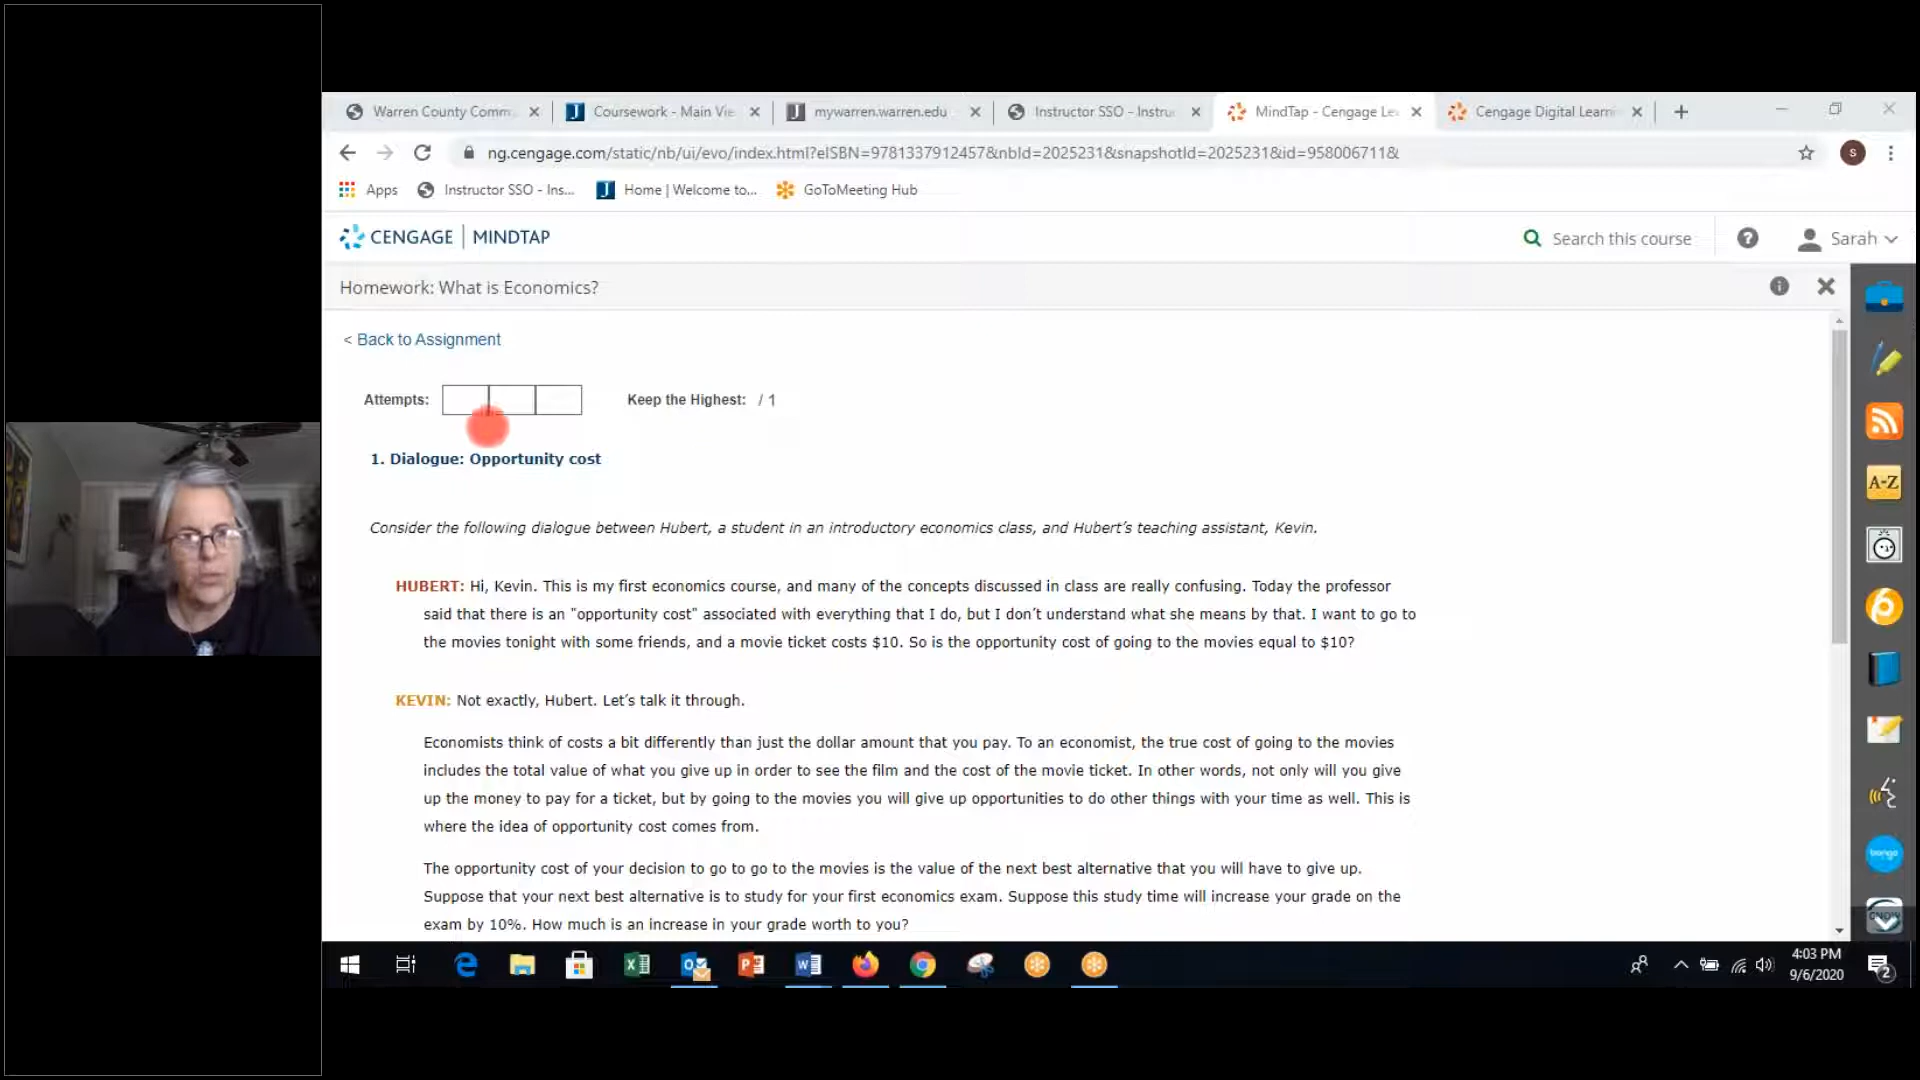 Warren County Comm
Coursework - Main Vie
mywarren.warren.edu
Instructor SSO - Instruc
MindTap - Cengage Le
Cengage Digital Learni
ng.cengage.com/static/nb/ui/evo/index.html?eISBN=9781337912457&nbId=2025231&snapshotId=2025231&id=958006711&
S
Apps
Instructor SSO - Ins...
Home | Welcome to...
GoToMeeting Hub
CENGAGE | MINDTAP
Search this course
Sarah
Homework: What is Economics?
< Back to Assignment
Attempts:
Keep the Highest: / 1
1. Dialogue: Opportunity cost
Consider the following dialogue between Hubert, a student in an introductory economics class, and Hubert's teaching assistant, Kevin.
HUBERT: Hi, Kevin. This is my first economics course, and many of the concepts discussed in class are really confusing. Today the professor
said that there is an "opportunity cost" associated with everything that I do, but I don't understand what she means by that. I want to go to
the movies tonight with some friends, and a movie ticket costs $10. So is the opportunity cost of going to the movies equal to $10?
KEVIN: Not exactly, Hubert. Let's talk it through.
Economists think of costs a bit differently than just the dollar amount that you pay. To an economist, the true cost of going to the movies
includes the total value of what you give up in order to see the film and the cost of the movie ticket. In other words, not only will you give
up the money to pay for a ticket, but by going to the movies you will give up opportunities to do other things with your time as well. This is
where the idea of opportunity cost comes from.
The opportunity cost of your decision to go to go to the movies is the value of the next best alternative that you will have to give up.
Suppose that your next best alternative is to study for your first economics exam. Suppose this study time will increase your grade on the
exam by 10%. How much is an increase in your grade worth to you?
A-Z
bongo
4:03 PM
9/6/2020
2